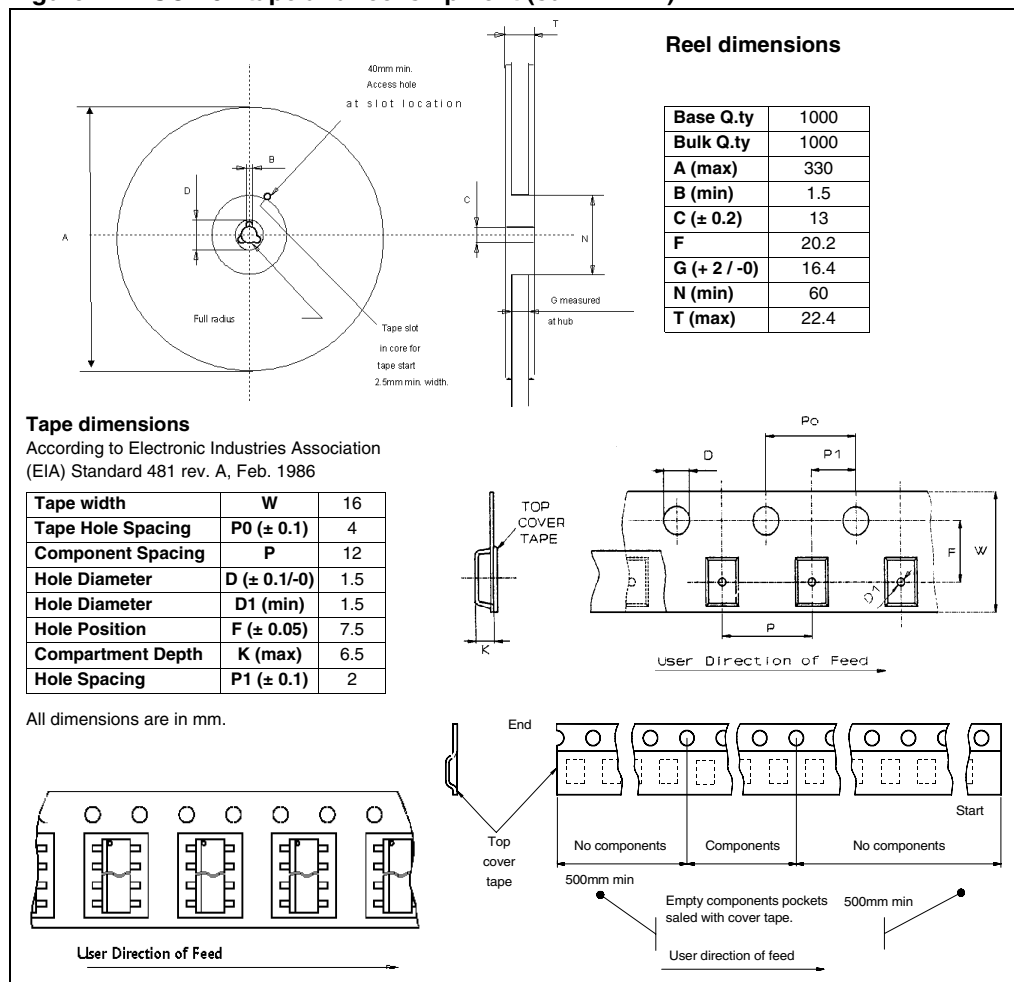 T
Reel dimensions
40mm min.
Access hole
at slot location
B
D
A
C
N
Full radius
Tape slot
in core for
tape start
2.5mm min. width.
G measured
at hub
Base Q.ty 1000
Bulk Q.ty 1000
A (max) 330
B (min) 1.5
C (± 0.2) 13
F 20.2
G (+ 2 / -0) 16.4
N (min) 60
T (max) 22.4
Tape dimensions
According to Electronic Industries Association
(EIA) Standard 481 rev. A, Feb. 1986
Tape width W 16
Tape Hole Spacing P0 (± 0.1) 4
Component Spacing P 12
Hole Diameter D (± 0.1/-0) 1.5
Hole Diameter D1 (min) 1.5
Hole Position F (± 0.05) 7.5
Compartment Depth K (max) 6.5
Hole Spacing P1 (± 0.1) 2
All dimensions are in mm.
Po
D
P1
TOP
COVER
TAPE
F
W
D1
K
P
User Direction of Feed
End
Start
Top
cover
tape
No components
Components
No components
500mm min
Empty components pockets
saled with cover tape.
500mm min
User direction of feed
User Direction of Feed